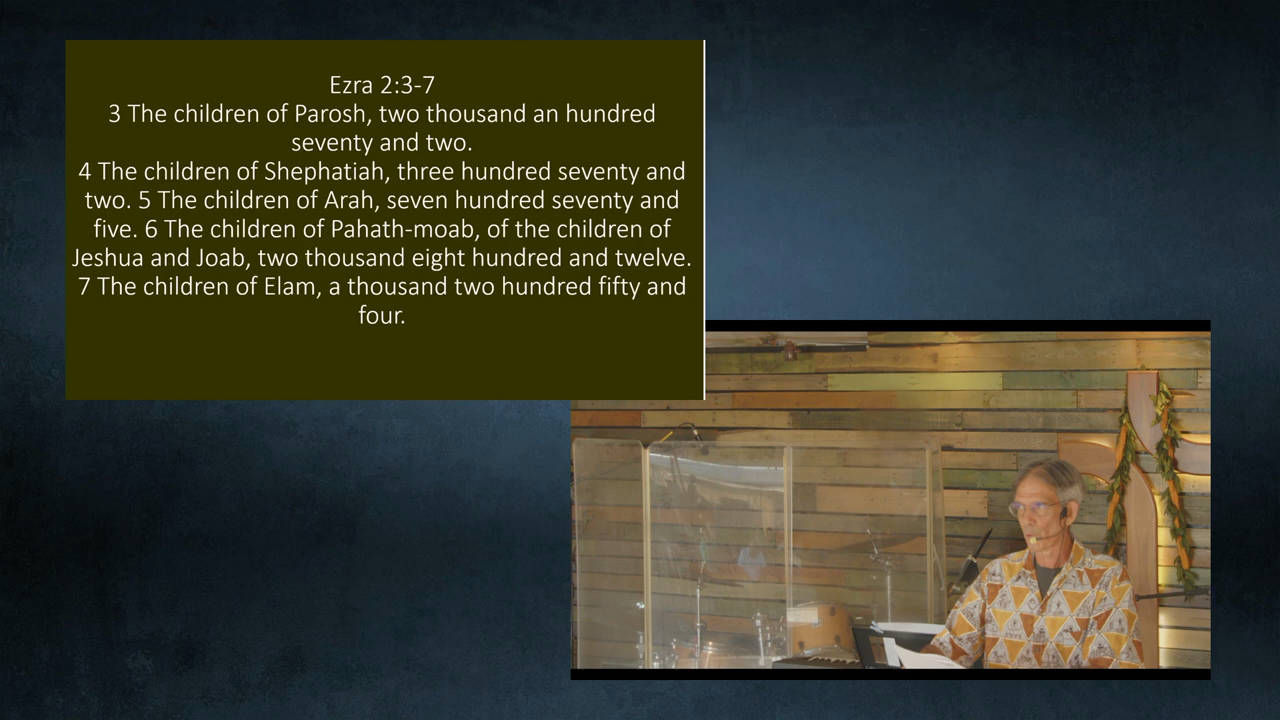 Ezra 2:3-7
3 The children of Parosh, two thousand an hundred
seventy and two.
4 The children of Shephatiah, three hundred seventy and
two. 5 The children of Arah, seven hundred seventy and
five. 6 The children of Pahath-moab, of the children of
Jeshua and Joab, two thousand eight hundred and twelve.
7 The children of Elam, a thousand two hundred fifty and
four.